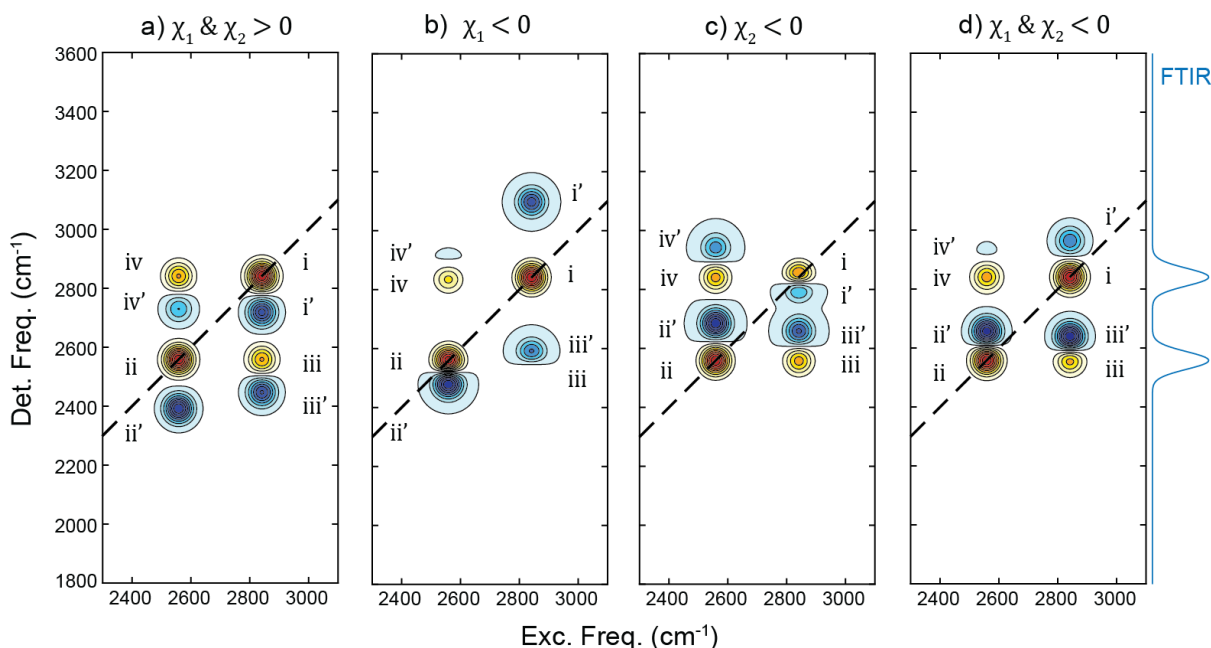 a) χ₁ & χ₂ > 0
b) χ₁ < 0
c) χ₂ < 0
d) χ₁ & χ₂ < 0
FTIR
Det. Freq. (cm⁻¹)
3600
3400
3200
3000
2800
2600
2400
2200
2000
1800
iv
i
iv'
i'
ii
iii
ii'
iii'
i'
iv'
iv
i
ii
iii'
iii
ii'
iv'
iv
i
i'
ii'
iii'
ii
iii
i'
iv'
iv
i
ii'
iii'
ii
iii
2400 2600 2800 3000
2400 2600 2800 3000
2400 2600 2800 3000
2400 2600 2800 3000
Exc. Freq. (cm⁻¹)